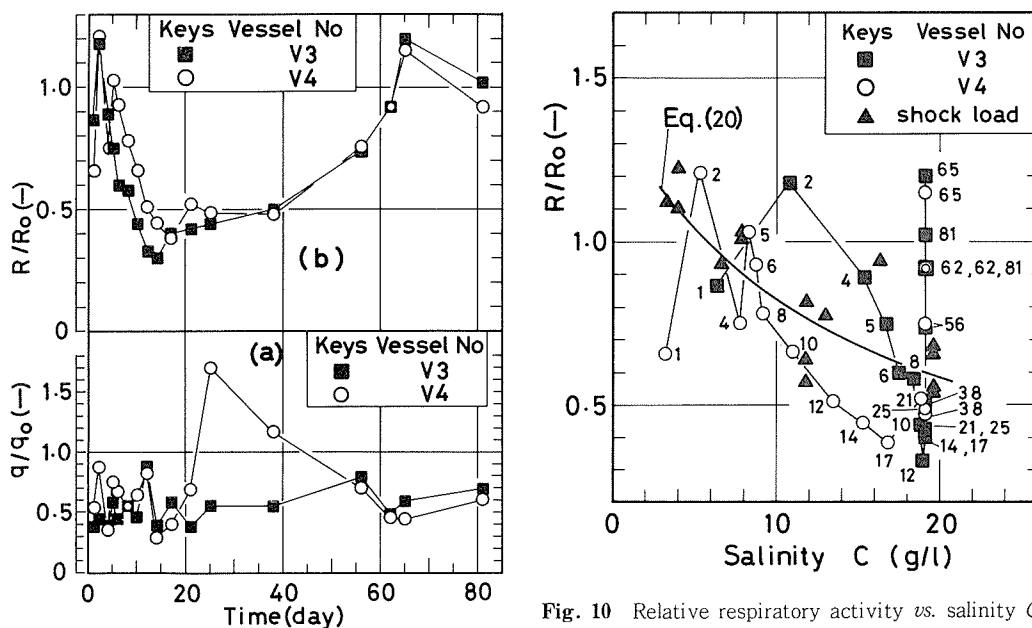 Keys Vessel No
V3
V4
1.0
0.5
0
R/Ro (–)
(b)
(a)
Keys Vessel No
V3
V4
1.5
1.0
0.5
0
q/qo (–)
0 20 40 60 80
Time(day)
Keys Vessel No
V3
V4
shock load
Eq.(20)
1.5
1.0
0.5
R/Ro (–)
1
2
4
5
6
8
10
12
14
17
21
25
38
1
2
4
5
6
8
10
12
14,17
21,25
38
56
62,62,81
81
65
65
0 10 20
Salinity C (g/l)
Fig. 10 Relative respiratory activity vs. salinity C